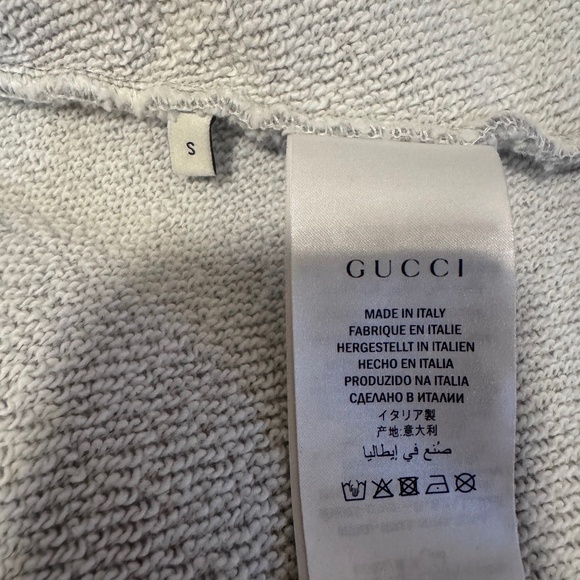 S
GUCCI
MADE IN ITALY
FABRIQUE EN ITALIE
HERGESTELLT IN ITALIEN
HECHO EN ITALIA
PRODUZIDO NA ITALIA
СДЕЛАНО В ИТАЛИИ
イタリア製
产地:意大利
صُنع في إيطاليا